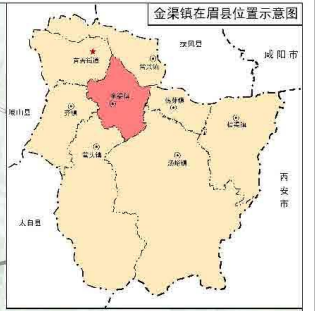 金渠镇在眉县位置示意图
扶风县
咸阳市
首善街道
常兴镇
金渠镇
岐山县
齐镇
槐芽镇
横渠镇
营头镇
汤峪镇
西安市
太白县